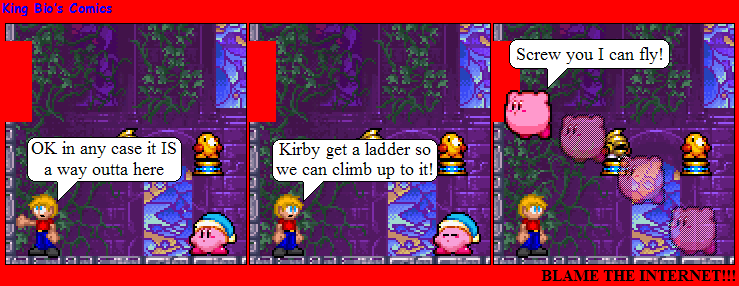 King Bio's Comics
OK in any case it IS
a way outta here
Kirby get a ladder so
we can climb up to it!
Screw you I can fly!
BLAME THE INTERNET!!!